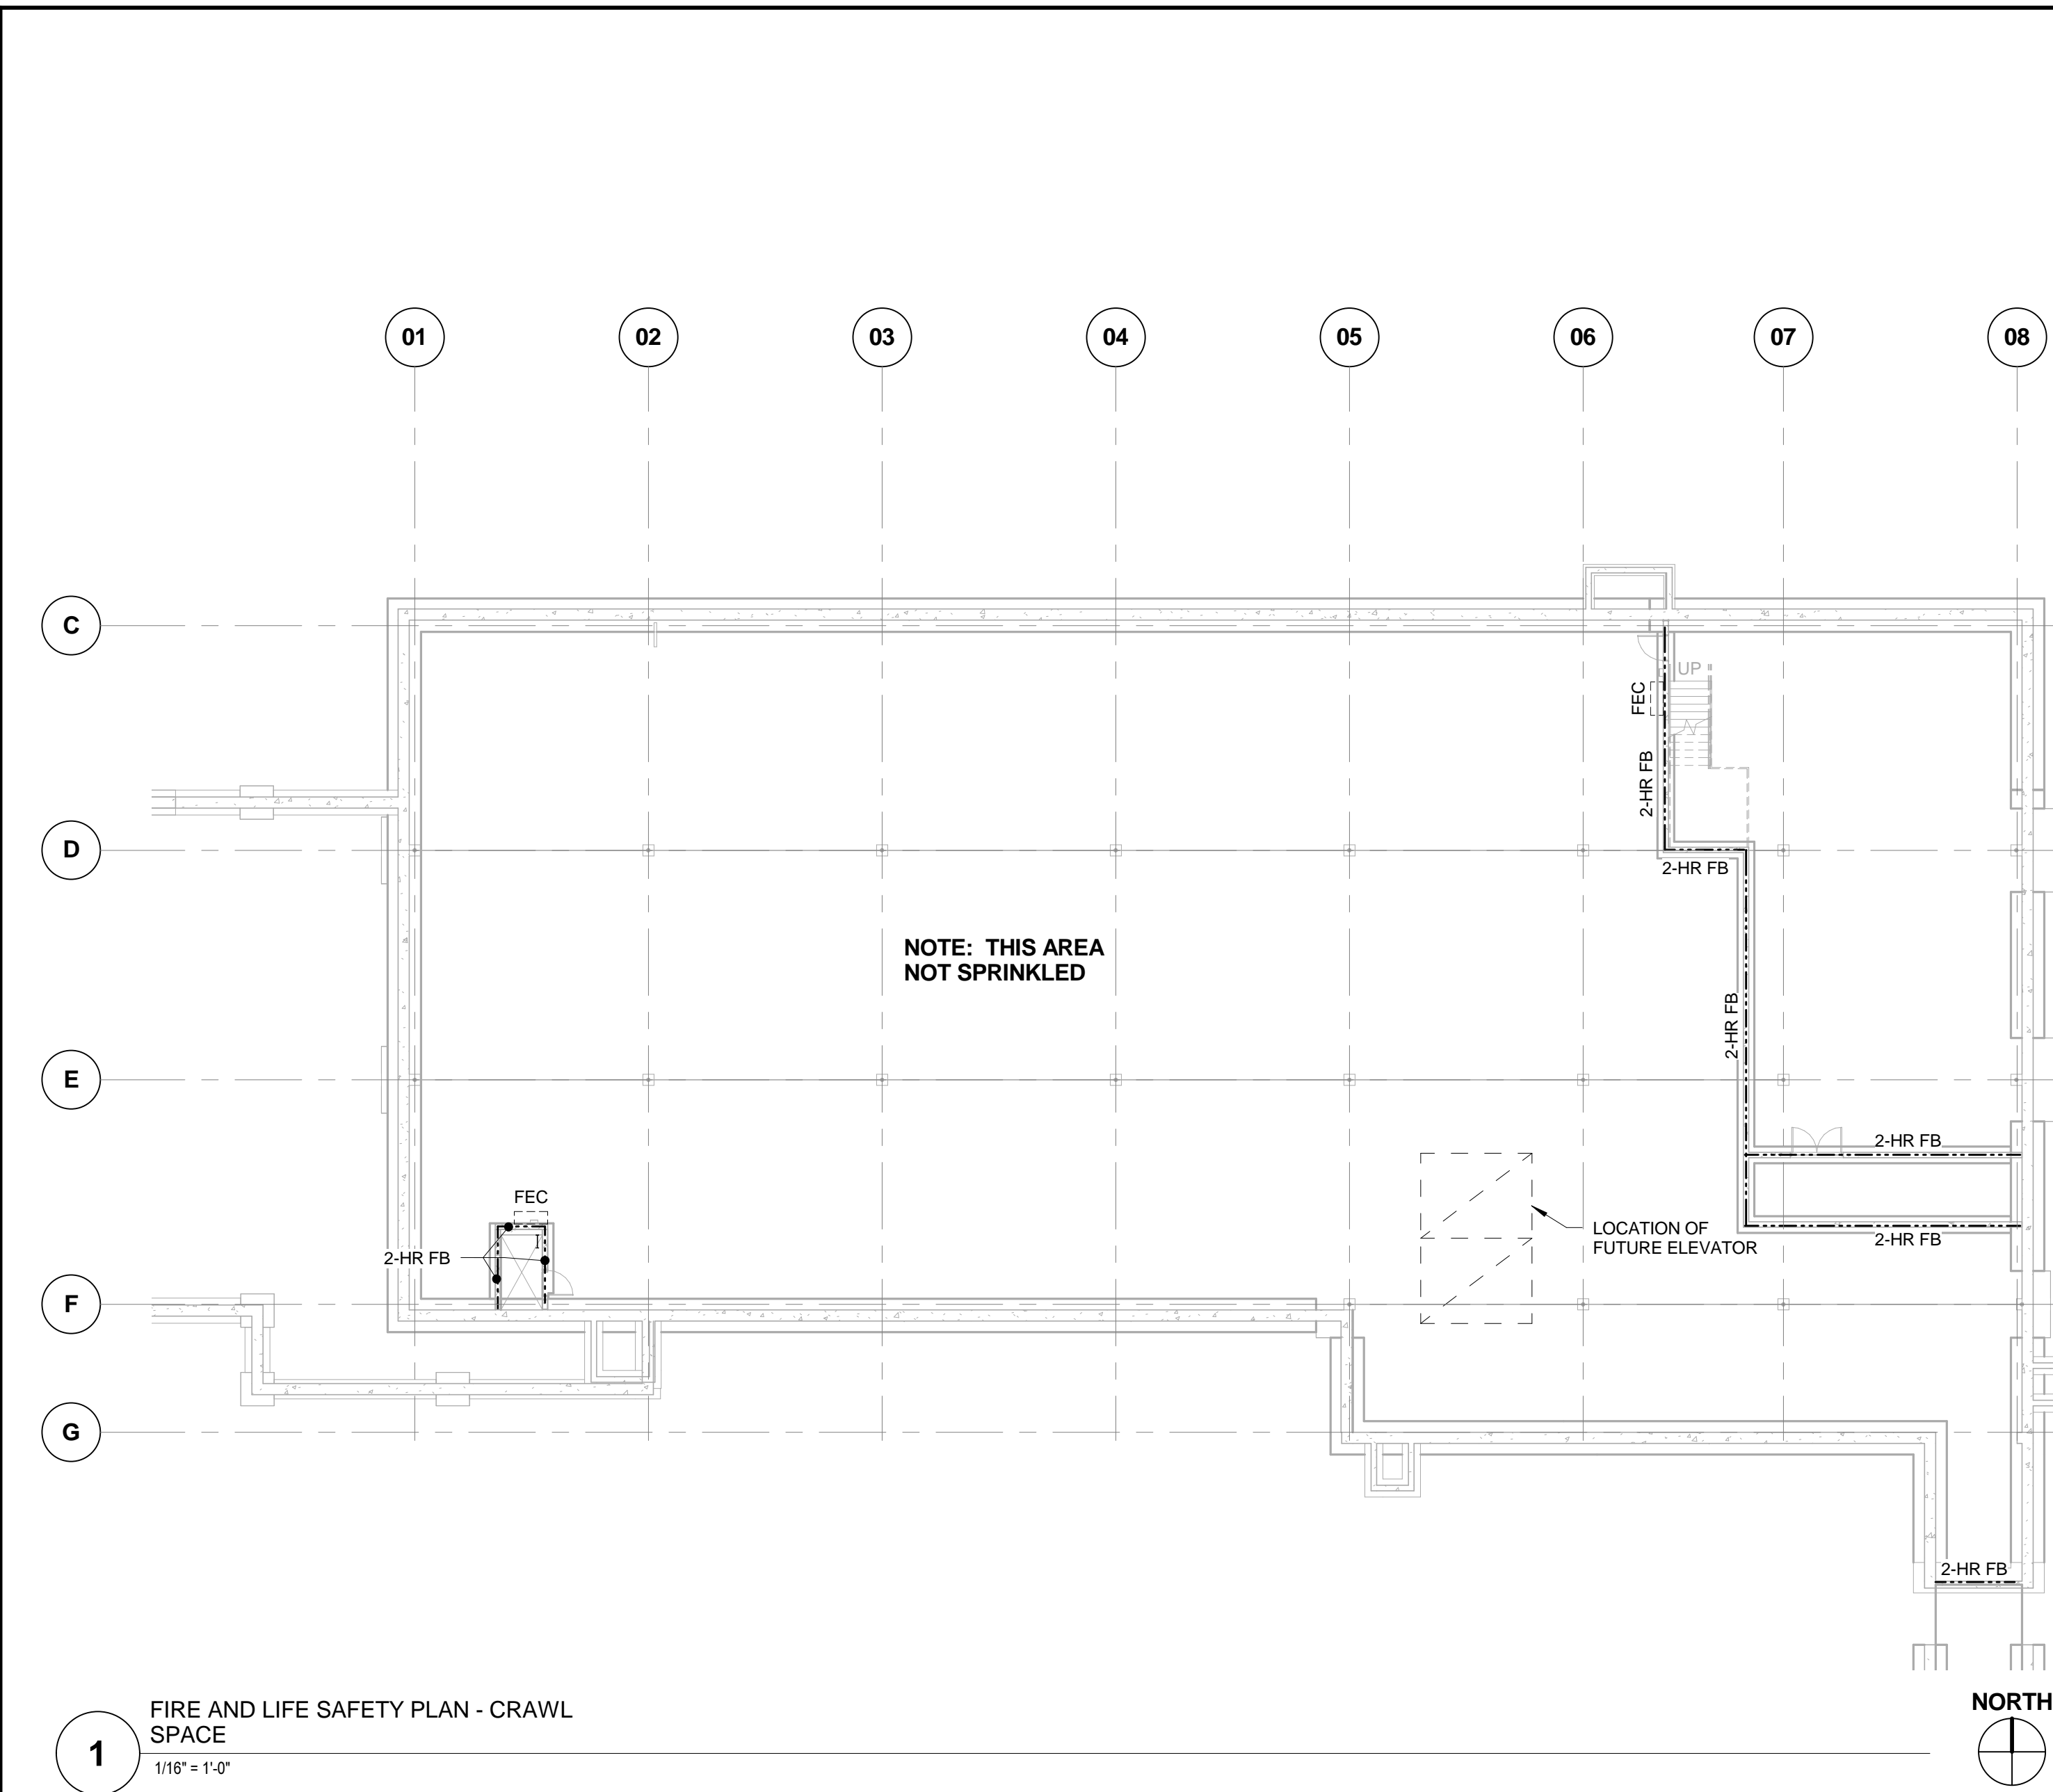 01
02
03
04
05
06
07
08
C
UP
FEC
2-HR FB
D
2-HR FB
NOTE: THIS AREA
NOT SPRINKLED
2-HR FB
E
2-HR FB
FEC
LOCATION OF
FUTURE ELEVATOR
2-HR FB
2-HR FB
F
G
2-HR FB
FIRE AND LIFE SAFETY PLAN - CRAWL
SPACE
1
1/16" = 1'-0"
NORTH